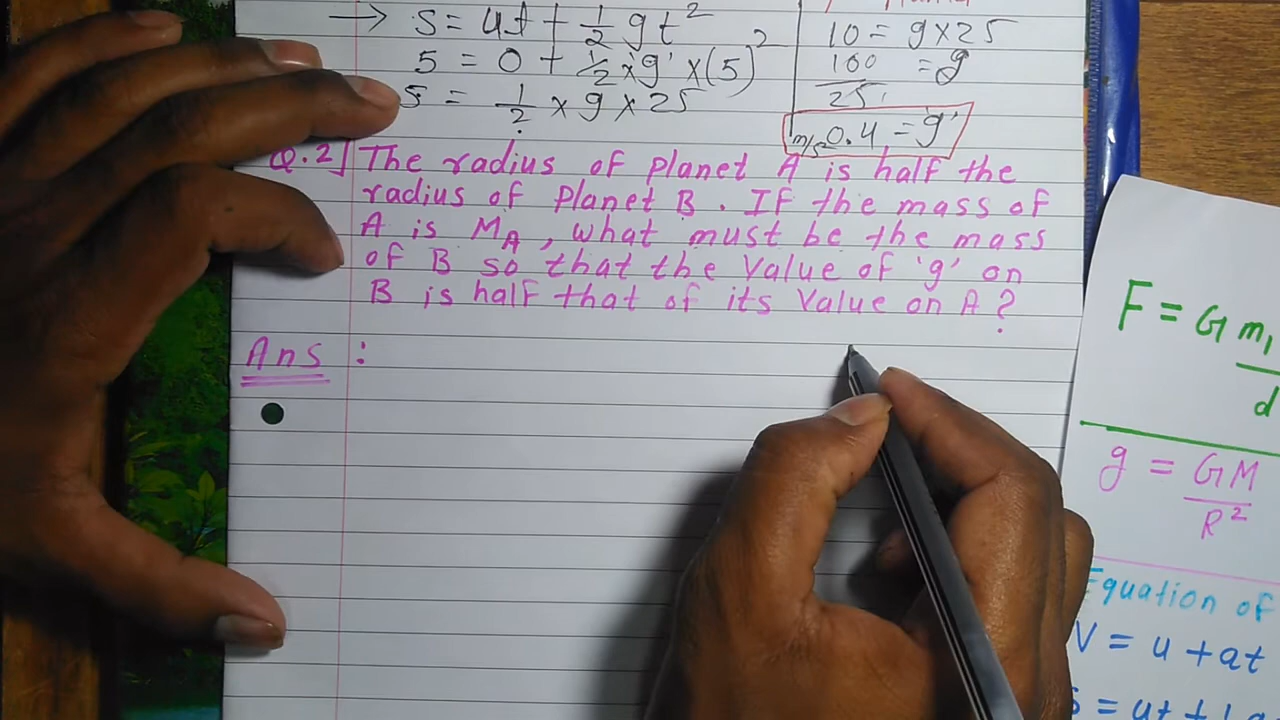 → S = ut + 1/2 gt²
5 = 0 + 1/2 × g × (5)²
5 = 1/2 × g × 25
10 = g × 25
100/25 = g
m/s² 0.4 = g
Q.2] The radius of planet A is half the
radius of planet B. If the mass of
A is M_A, what must be the mass
of B so that the value of 'g' on
B is half that of its value on A?
Ans :
F = G m₁
d
g = GM
R²
Equation of
V = u + at
S = ut + 1